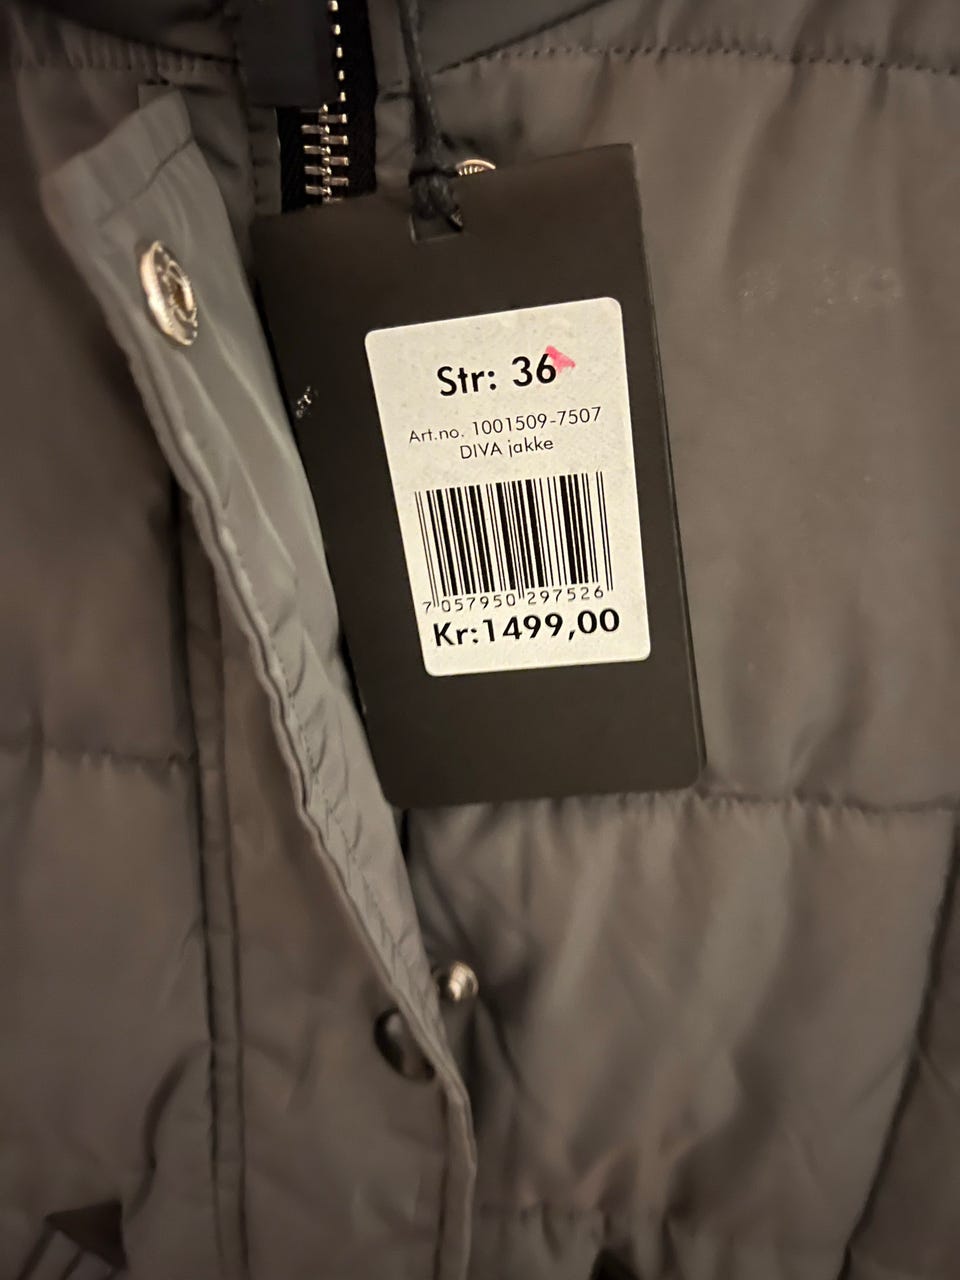 Str: 36
Art.no. 1001509-7507
DIVA jakke
7 057950 297526
Kr:1499,00